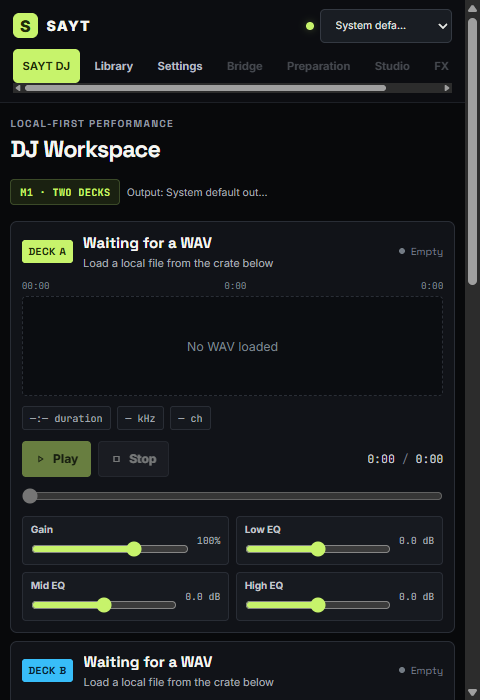 S SAYT
System defa...
SAYT DJ Library Settings Bridge Preparation Studio FX
LOCAL-FIRST PERFORMANCE
DJ Workspace
M1 · TWO DECKS Output: System default out...
DECK A
Waiting for a WAV
Load a local file from the crate below
Empty
00:00 0:00 0:00
No WAV loaded
—:— duration — kHz — ch
Play Stop 0:00 / 0:00
Gain 100%
Low EQ 0.0 dB
Mid EQ 0.0 dB
High EQ 0.0 dB
DECK B
Waiting for a WAV
Load a local file from the crate below
Empty